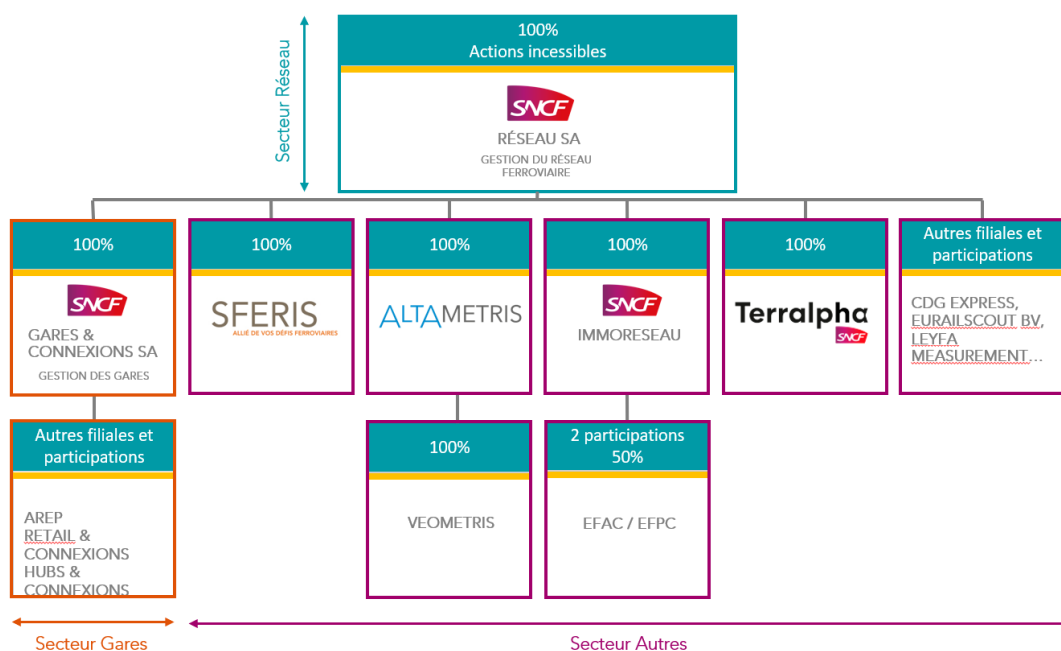 Secteur Réseau
100%
Actions incessibles
SNCF
RÉSEAU SA
GESTION DU RÉSEAU
FERROVIAIRE
100%
SNCF
GARES &
CONNEXIONS SA
GESTION DES GARES
100%
SFERIS
ALLIÉ DE VOS DÉFIS FERROVIAIRES
100%
ALTAMETRIS
100%
SNCF
IMMORESEAU
100%
Terralpha
SNCF
Autres filiales et
participations
CDG EXPRESS,
EURAILSCOUT BV,
LEYFA
MEASUREMENT...
Autres filiales et
participations
AREP
RETAIL &
CONNEXIONS
HUBS &
CONNEXIONS
100%
VEOMETRIS
2 participations
50%
EFAC / EFPC
Secteur Gares
Secteur Autres